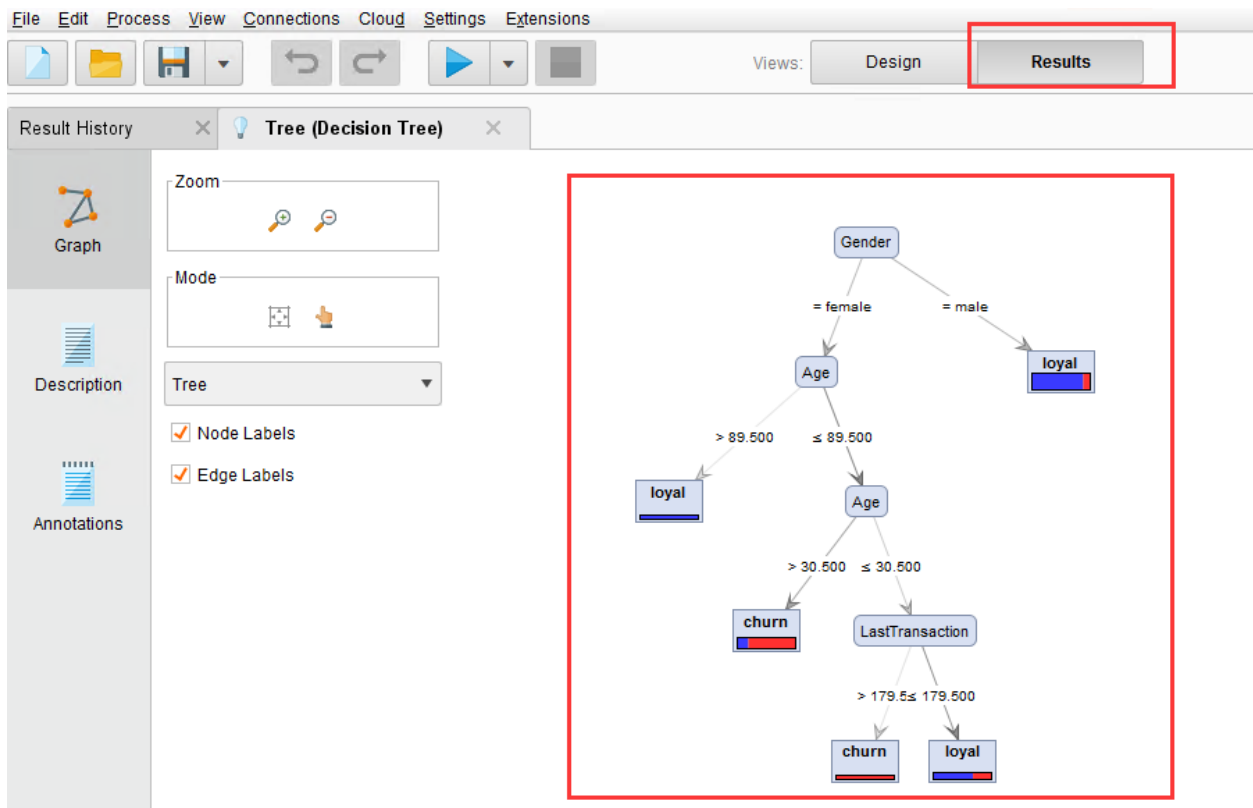 File Edit Process View Connections Cloud Settings Extensions
Views: Design Results
Result History Tree (Decision Tree)
Graph
Description
Annotations
Zoom
Mode
Tree
Node Labels
Edge Labels
Gender
= female = male
Age
loyal
> 89.500 ≤ 89.500
loyal
Age
> 30.500 ≤ 30.500
churn
LastTransaction
> 179.5≤ 179.500
churn loyal